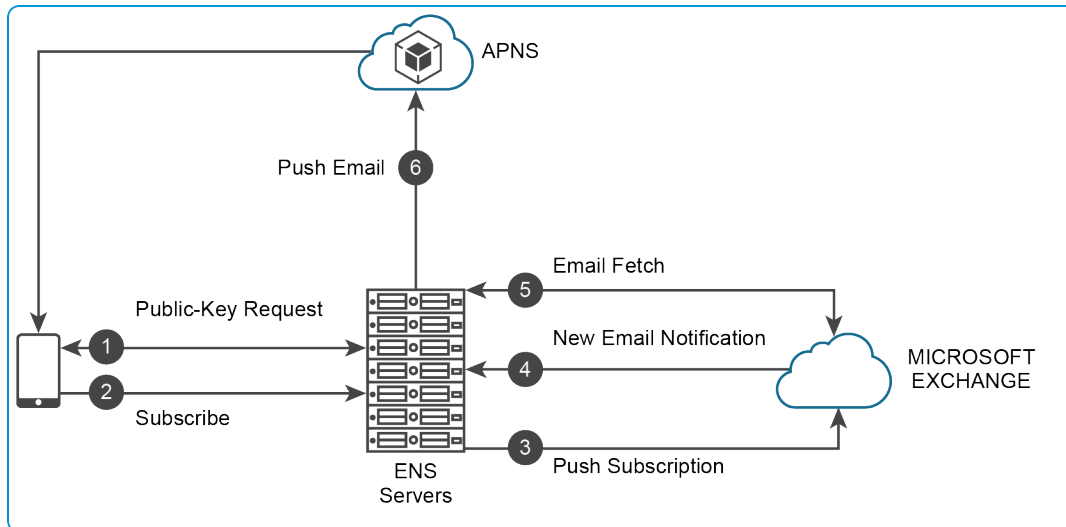 APNS
Push Email
6
Email Fetch
5
Public-Key Request
1
New Email Notification
4
MICROSOFT
EXCHANGE
2
Subscribe
3
Push Subscription
ENS
Servers